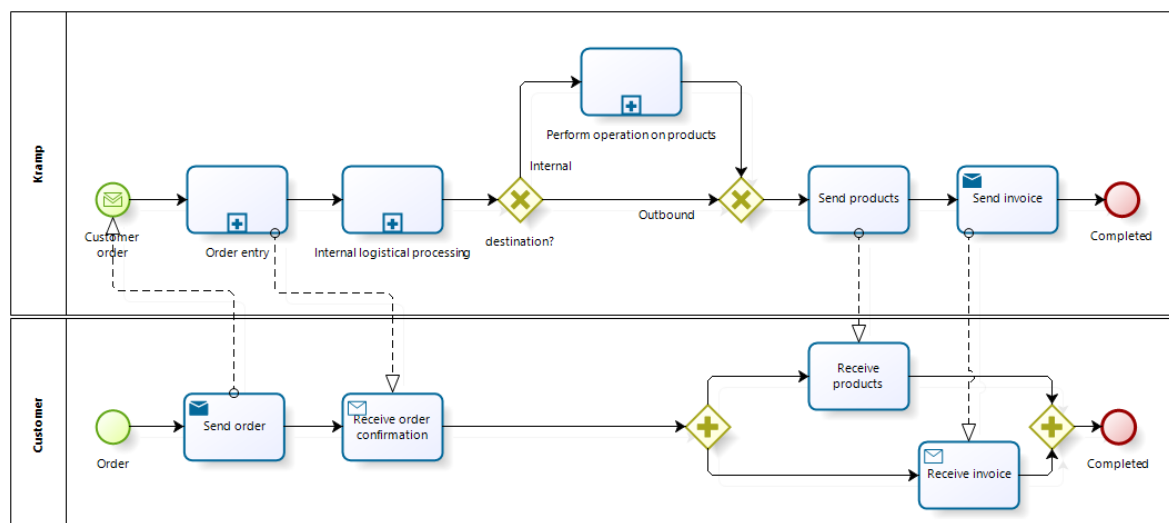 Kramp
Customer
order
Order entry
Internal logistical processing
destination?
Internal
Outbound
Perform operation on products
Send products
Send invoice
Completed
Customer
Order
Send order
Receive order
confirmation
Receive
products
Receive invoice
Completed